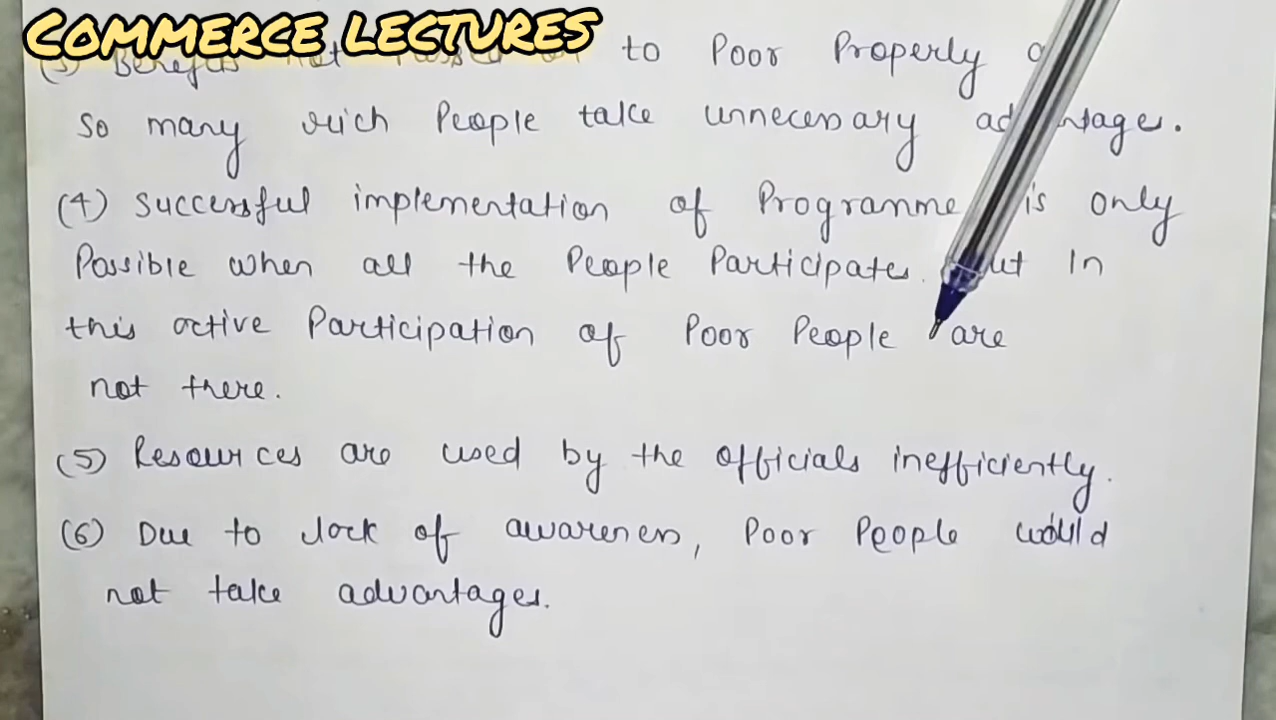 COMMERCE LECTURES
to Poor Properly
so many rich People take unnecessary
(4) Successful implementation of Programme is only
Possible when all the People Participates. But In
this active Participation of Poor People are
not there.
(5) Resources are used by the officials inefficiently.
(6) Due to lack of awareness, Poor People would
not take advantages.